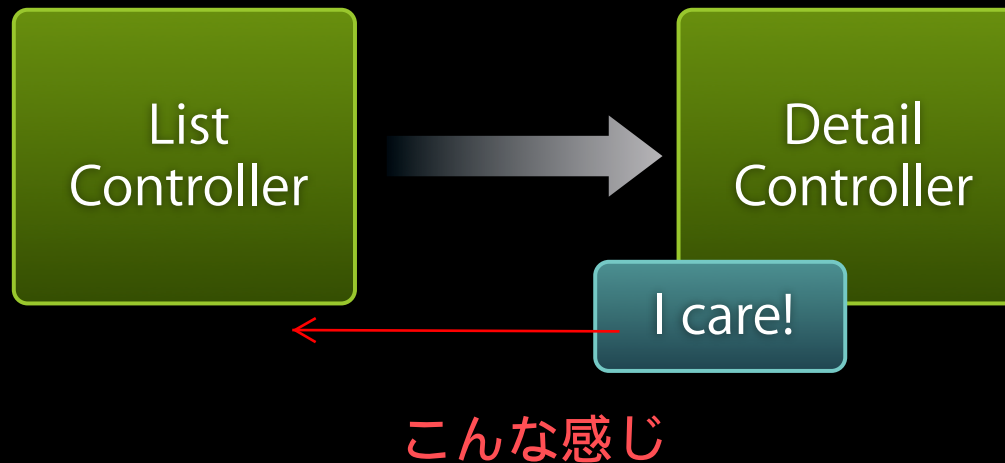 List
Controller
Detail
Controller
I care!
こんな感じ